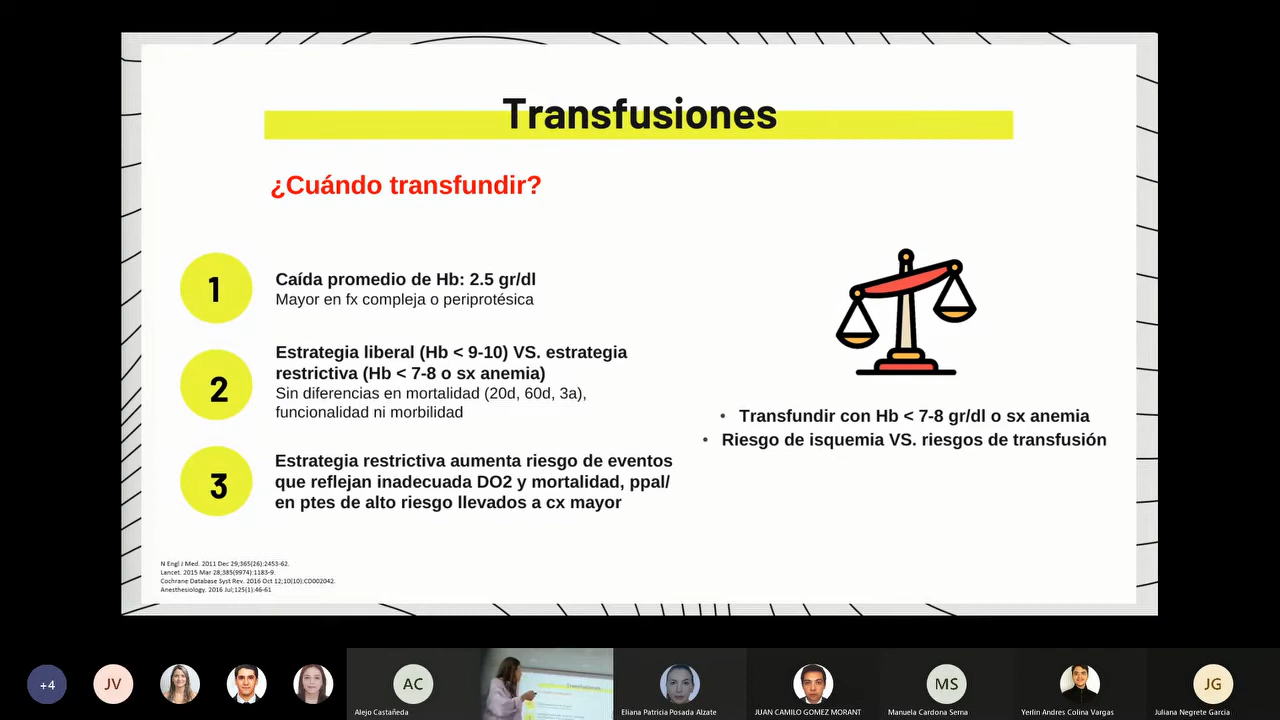 Transfusiones
¿Cuándo transfundir?
1
Caída promedio de Hb: 2.5 gr/dl
Mayor en fx compleja o periprotésica
2
Estrategia liberal (Hb < 9-10) VS. estrategia
restrictiva (Hb < 7-8 o sx anemia)
Sin diferencias en mortalidad (20d, 60d, 3a),
funcionalidad ni morbilidad
3
Estrategia restrictiva aumenta riesgo de eventos
que reflejan inadecuada DO2 y mortalidad, ppal/
en ptes de alto riesgo llevados a cx mayor
• Transfundir con Hb < 7-8 gr/dl o sx anemia
• Riesgo de isquemia VS. riesgos de transfusión
N Engl J Med. 2011 Dec 29;365(26):2453-62.
Lancet. 2015 Mar 28;385(9974):1183-9.
Cochrane Database Syst Rev. 2016 Oct 12;10(10):CD002042.
Anesthesiology. 2016 Jul;125(1):46-61
+4
JV
AC
Alejo Castañeda
Transfusiones
Eliana Patricia Posada Alzate
JUAN CAMILO GOMEZ MORANT
MS
Manuela Cardona Serna
Yerlin Andres Colina Vargas
JG
Juliana Negrete García